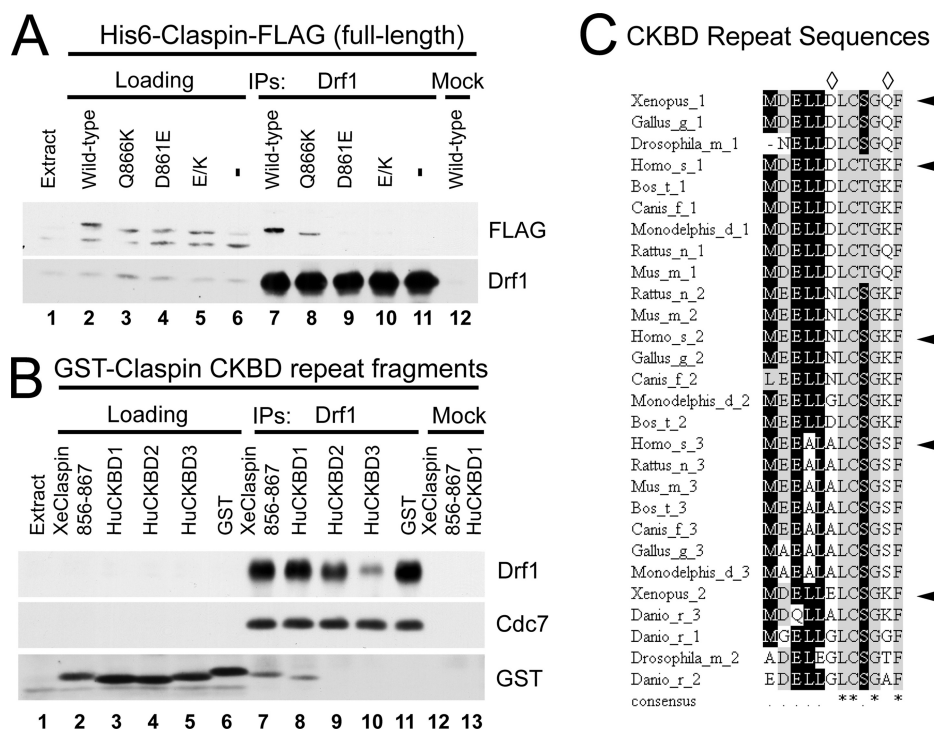 A
His6-Claspin-FLAG (full-length)
Loading
IPs: Drf1
Mock
Extract
Wild-type
Q866K
D861E
E/K
-
Wild-type
Q866K
D861E
E/K
-
Wild-type
FLAG
Drf1
1 2 3 4 5 6 7 8 9 10 11 12
B
GST-Claspin CKBD repeat fragments
Loading
IPs: Drf1
Mock
Extract
XeClaspin 856-867
HuCKBD1
HuCKBD2
HuCKBD3
GST
XeClaspin 856-867
HuCKBD1
HuCKBD2
HuCKBD3
GST
XeClaspin 856-867
HuCKBD1
Drf1
Cdc7
GST
1 2 3 4 5 6 7 8 9 10 11 12 13
C CKBD Repeat Sequences
Xenopus_1 MDELLDLCSGQF
Gallus_g_1 MDELLDLCSGQF
Drosophila_m_1 -NELLDLCSGQF
Homo_s_1 MDELLDLCTGKF
Bos_t_1 MDELLDLCTGKF
Canis_f_1 MDELLDLCTGKF
Monodelphis_d_1 MDELLDLCTGKF
Rattus_n_1 MDELLDLCTGQF
Mus_m_1 MDELLDLCTGQF
Rattus_n_2 MEELLNLCSGKF
Mus_m_2 MEELLNLCSGKF
Homo_s_2 MEELLNLCSGKF
Gallus_g_2 MEELLNLCSGKF
Canis_f_2 LEELLNLCSGKF
Monodelphis_d_2 MEELLGLCSGKF
Bos_t_2 MEELLDLCSGKF
Homo_s_3 MEEALALCSGSF
Rattus_n_3 MEEALALCSGSF
Mus_m_3 MEEALALCSGSF
Bos_t_3 MEEALALCSGSF
Canis_f_3 MEEALALCSGSF
Gallus_g_3 MAEALALCSGSF
Monodelphis_d_3 MAEALALCSGSF
Xenopus_2 MDELLELCSGKF
Danio_r_3 MDQLLALCSGKF
Danio_r_1 MGELLGLCSGGF
Drosophila_m_2 ADELEGLCSGTF
Danio_r_2 EDELLGLCSGAF
consensus ......**.*.*